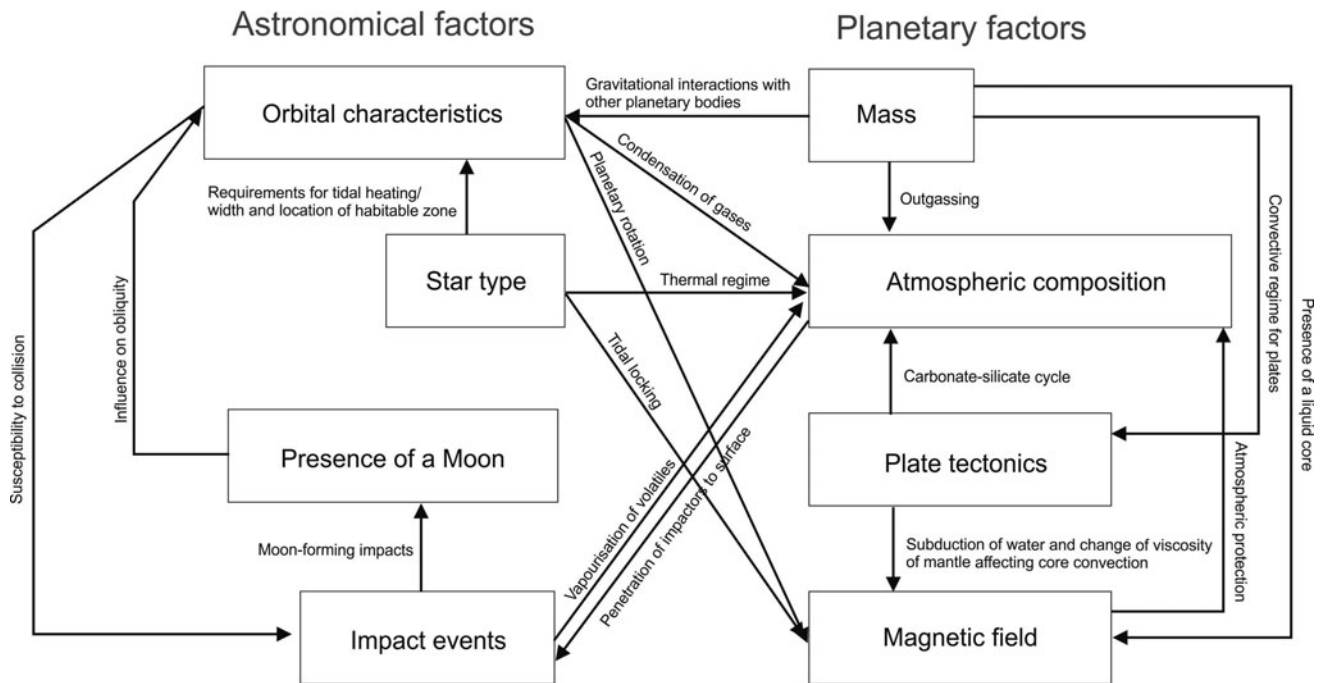 Astronomical factors
Planetary factors
Orbital characteristics
Gravitational interactions with
other planetary bodies
Mass
Condensation of gases
Planetary rotation
Requirements for tidal heating/
width and location of habitable zone
Outgassing
Star type
Thermal regime
Atmospheric composition
Convective regime for plates
Presence of a liquid core
Susceptibility to collision
Influence on obliquity
Tidal locking
Carbonate-silicate cycle
Presence of a Moon
Plate tectonics
Atmospheric protection
Moon-forming impacts
Vapourisation of volatiles
Penetration of impactors to surface
Subduction of water and change of viscosity
of mantle affecting core convection
Impact events
Magnetic field